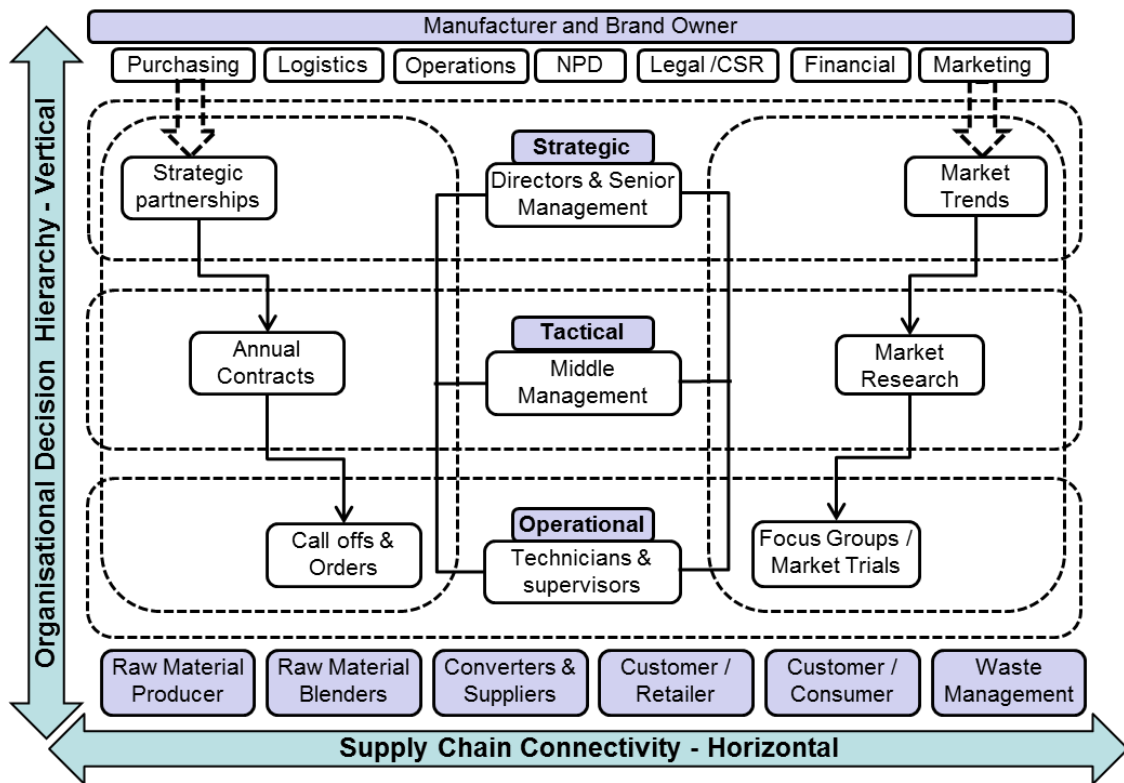 Manufacturer and Brand Owner
Purchasing
Logistics
Operations
NPD
Legal /CSR
Financial
Marketing
Strategic
Strategic
partnerships
Directors & Senior
Management
Market
Trends
Tactical
Annual
Contracts
Middle
Management
Market
Research
Operational
Call offs &
Orders
Technicians &
supervisors
Focus Groups /
Market Trials
Raw Material
Producer
Raw Material
Blenders
Converters &
Suppliers
Customer /
Retailer
Customer /
Consumer
Waste
Management
Organisational Decision Hierarchy - Vertical
Supply Chain Connectivity - Horizontal